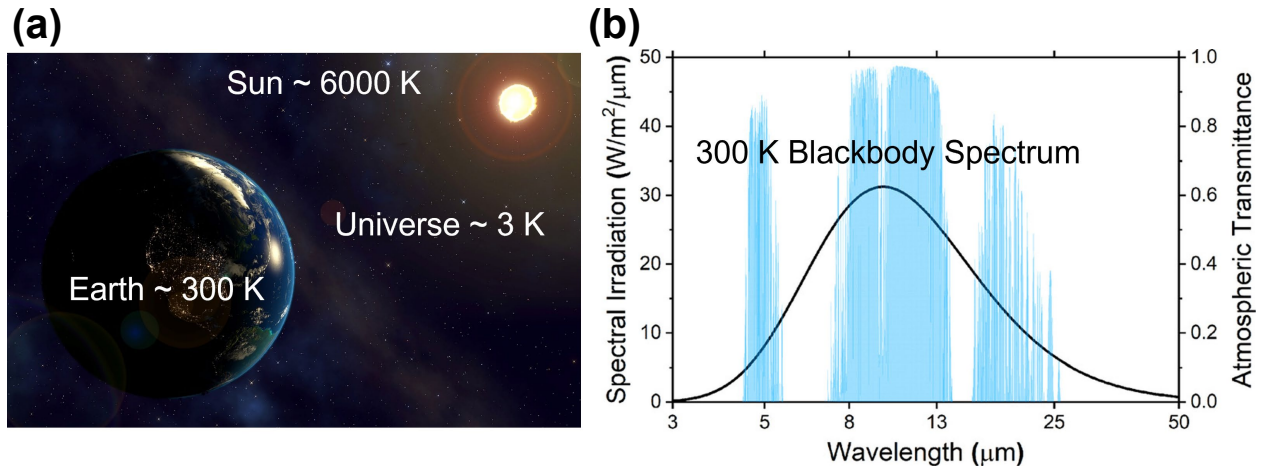 (a)
Sun ~ 6000 K
Universe ~ 3 K
Earth ~ 300 K
(b)
Spectral Irradiation (W/m²/μm)
50
40
30
20
10
0
300 K Blackbody Spectrum
1.0
0.8
0.6
0.4
0.2
0.0
Atmospheric Transmittance
3 5 8 13 25 50
Wavelength (μm)